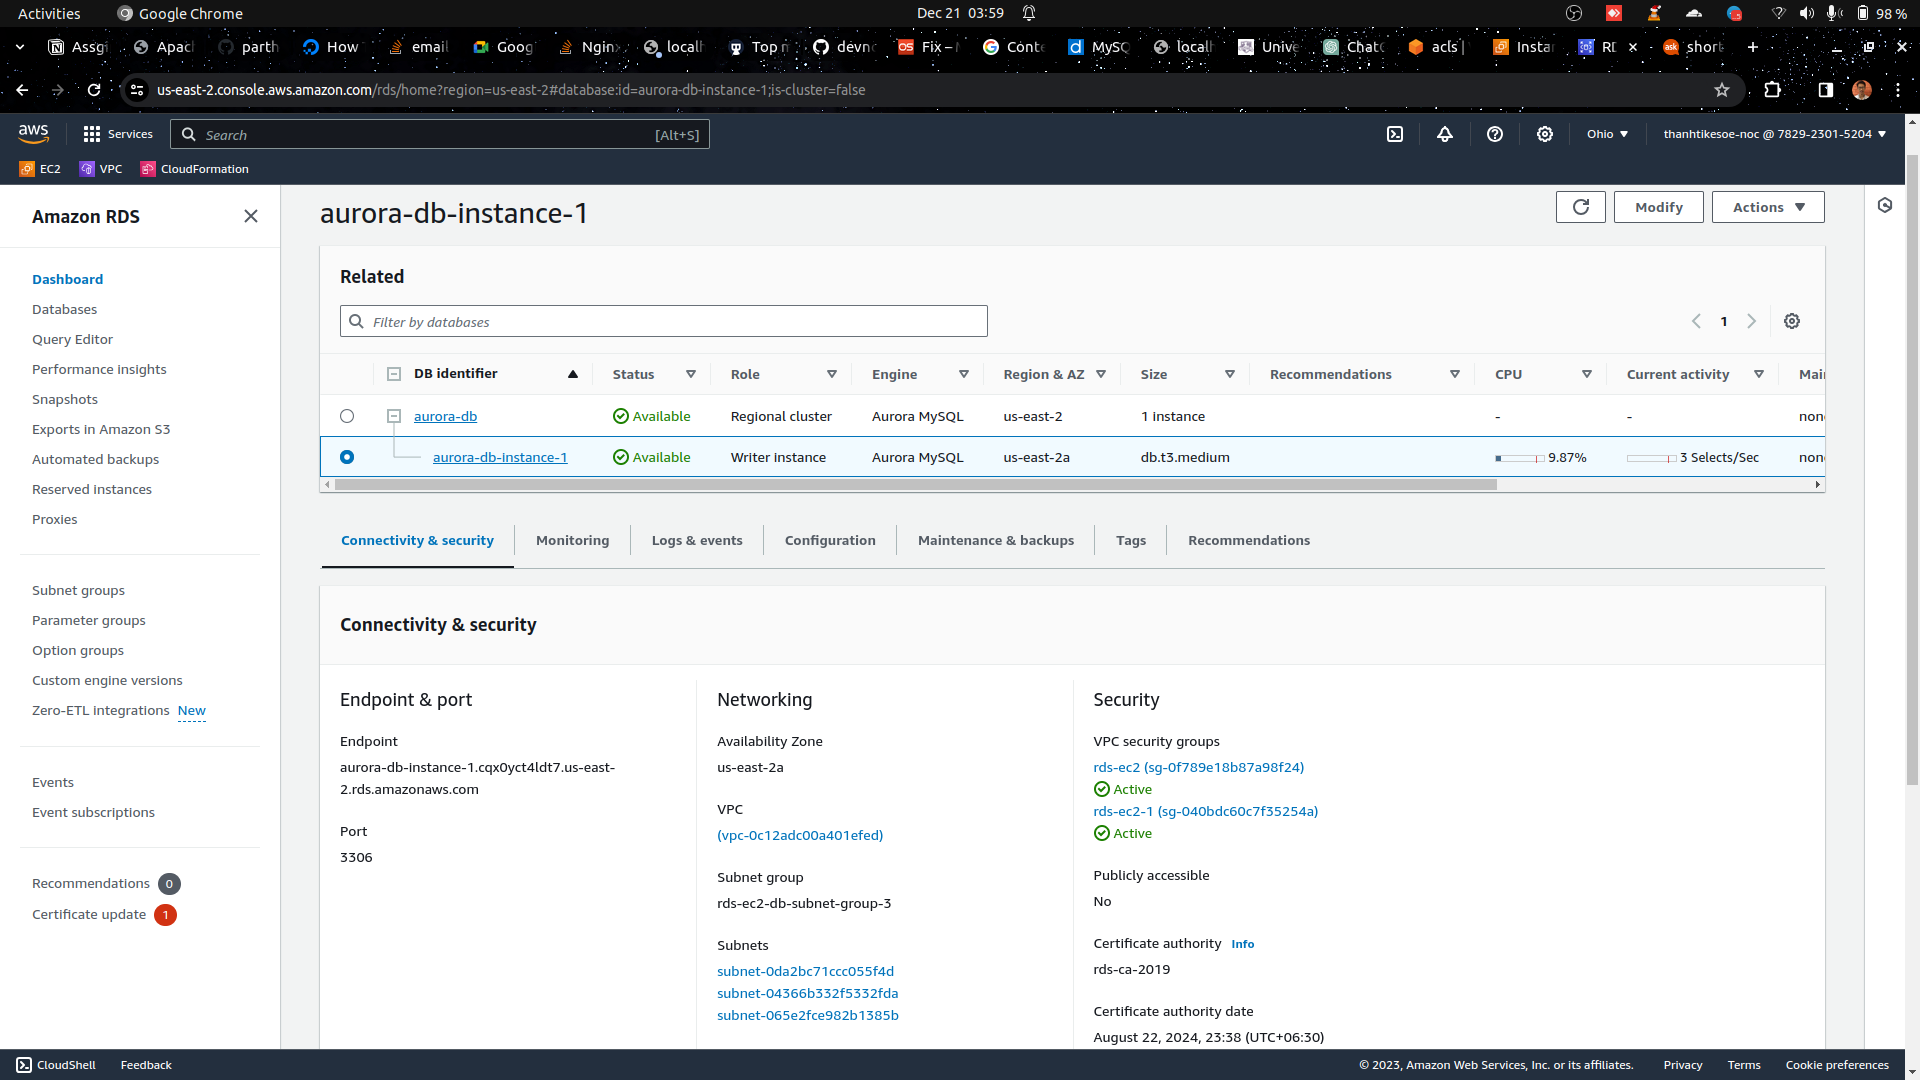 Activities
Google Chrome
Dec 21 03:59
98 %
Assi
Apac
parth
How
email
Goog
Nginx
localh
Top n
devno
Fix – M
Conte
MySQ
localh
Unive
ChatG
acls |
Instan
RD
short
us-east-2.console.aws.amazon.com/rds/home?region=us-east-2#database:id=aurora-db-instance-1;is-cluster=false
aws
Services
Search
[Alt+S]
Ohio
thanhtikesoe-noc @ 7829-2301-5204
EC2
VPC
CloudFormation
Amazon RDS
Dashboard
Databases
Query Editor
Performance insights
Snapshots
Exports in Amazon S3
Automated backups
Reserved instances
Proxies
Subnet groups
Parameter groups
Option groups
Custom engine versions
Zero-ETL integrations New
Events
Event subscriptions
Recommendations 0
Certificate update 1
aurora-db-instance-1
Modify
Actions
Related
Filter by databases
1
DB identifier Status Role Engine Region & AZ Size Recommendations CPU Current activity Mai
aurora-db Available Regional cluster Aurora MySQL us-east-2 1 instance - - non
aurora-db-instance-1 Available Writer instance Aurora MySQL us-east-2a db.t3.medium 9.87% 3 Selects/Sec non
Connectivity & security
Monitoring
Logs & events
Configuration
Maintenance & backups
Tags
Recommendations
Connectivity & security
Endpoint & port
Endpoint
aurora-db-instance-1.cqx0yct4ldt7.us-east-
2.rds.amazonaws.com
Port
3306
Networking
Availability Zone
us-east-2a
VPC
(vpc-0c12adc00a401efed)
Subnet group
rds-ec2-db-subnet-group-3
Subnets
subnet-0da2bc71ccc055f4d
subnet-04366b332f5332fda
subnet-065e2fce982b1385b
Security
VPC security groups
rds-ec2 (sg-0f789e18b87a98f24)
Active
rds-ec2-1 (sg-040bdc60c7f35254a)
Active
Publicly accessible
No
Certificate authority Info
rds-ca-2019
Certificate authority date
August 22, 2024, 23:38 (UTC+06:30)
CloudShell
Feedback
© 2023, Amazon Web Services, Inc. or its affiliates.
Privacy
Terms
Cookie preferences